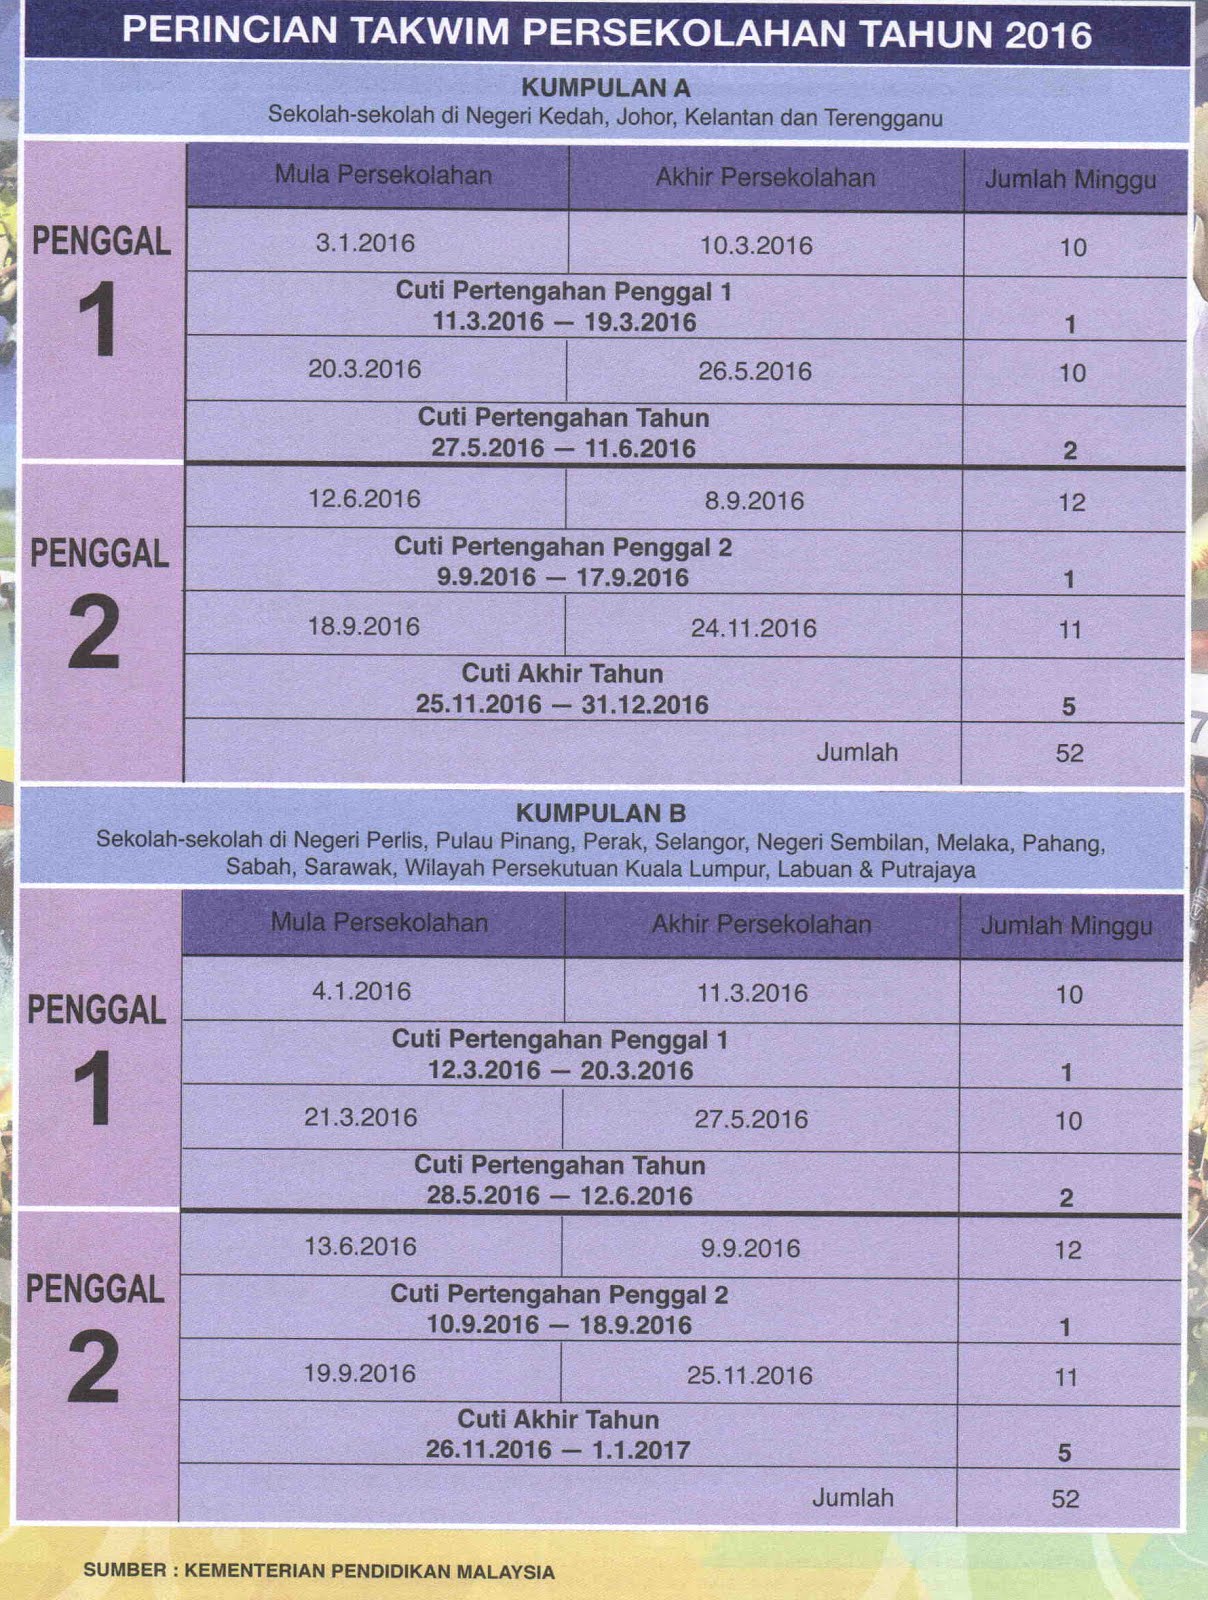 PERINCIAN TAKWIM PERSEKOLAHAN TAHUN 2016
KUMPULAN A
Sekolah-sekolah di Negeri Kedah, Johor, Kelantan dan Terengganu
PENGGAL
1
Mula Persekolahan Akhir Persekolahan Jumlah Minggu
3.1.2016 10.3.2016 10
Cuti Pertengahan Penggal 1
11.3.2016 — 19.3.2016 1
20.3.2016 26.5.2016 10
Cuti Pertengahan Tahun
27.5.2016 — 11.6.2016 2
PENGGAL
2
12.6.2016 8.9.2016 12
Cuti Pertengahan Penggal 2
9.9.2016 — 17.9.2016 1
18.9.2016 24.11.2016 11
Cuti Akhir Tahun
25.11.2016 — 31.12.2016 5
Jumlah 52
KUMPULAN B
Sekolah-sekolah di Negeri Perlis, Pulau Pinang, Perak, Selangor, Negeri Sembilan, Melaka, Pahang,
Sabah, Sarawak, Wilayah Persekutuan Kuala Lumpur, Labuan & Putrajaya
PENGGAL
1
Mula Persekolahan Akhir Persekolahan Jumlah Minggu
4.1.2016 11.3.2016 10
Cuti Pertengahan Penggal 1
12.3.2016 — 20.3.2016 1
21.3.2016 27.5.2016 10
Cuti Pertengahan Tahun
28.5.2016 — 12.6.2016 2
PENGGAL
2
13.6.2016 9.9.2016 12
Cuti Pertengahan Penggal 2
10.9.2016 — 18.9.2016 1
19.9.2016 25.11.2016 11
Cuti Akhir Tahun
26.11.2016 — 1.1.2017 5
Jumlah 52
SUMBER : KEMENTERIAN PENDIDIKAN MALAYSIA